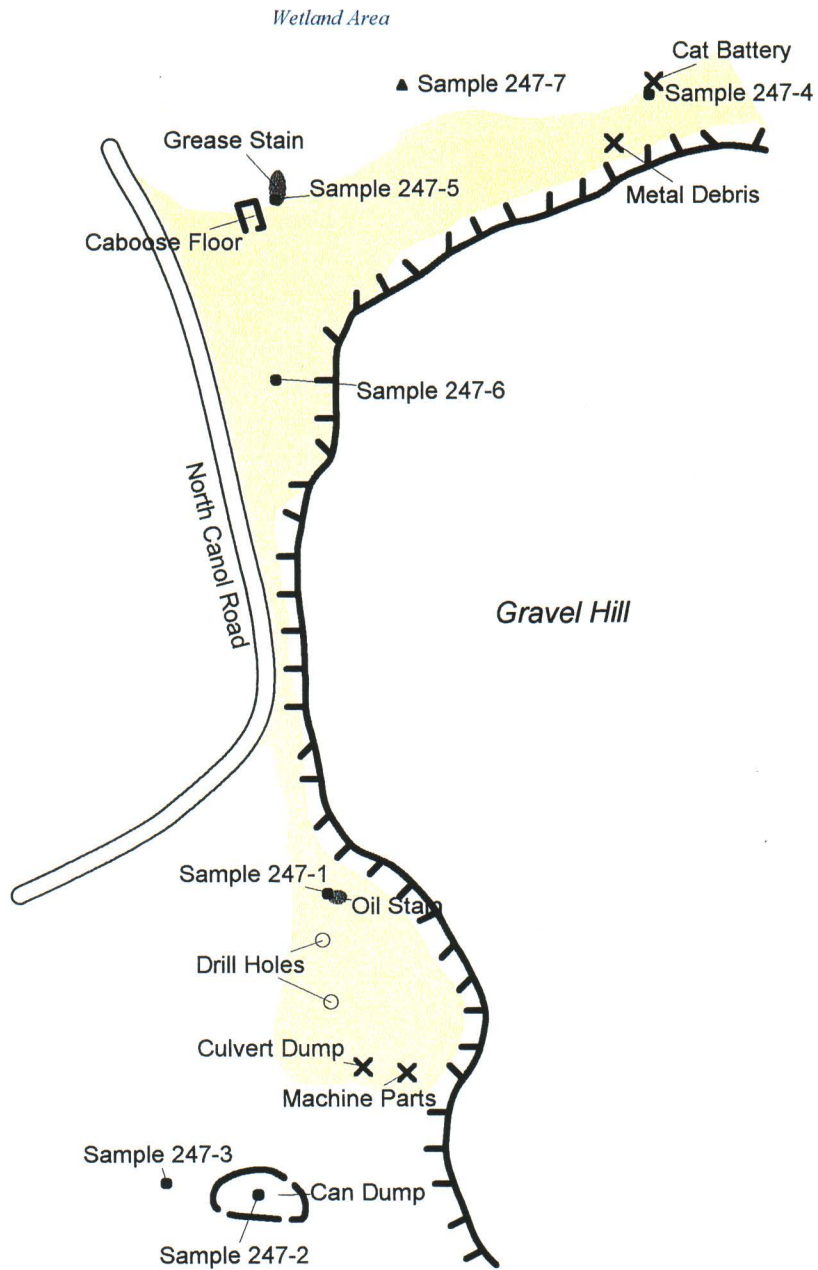 Wetland Area
Cat Battery
Sample 247-7
Sample 247-4
Grease Stain
Sample 247-5
Metal Debris
Caboose Floor
Sample 247-6
North Canol Road
Gravel Hill
Sample 247-1
Oil Stain
Drill Holes
Culvert Dump
Machine Parts
Sample 247-3
Can Dump
Sample 247-2